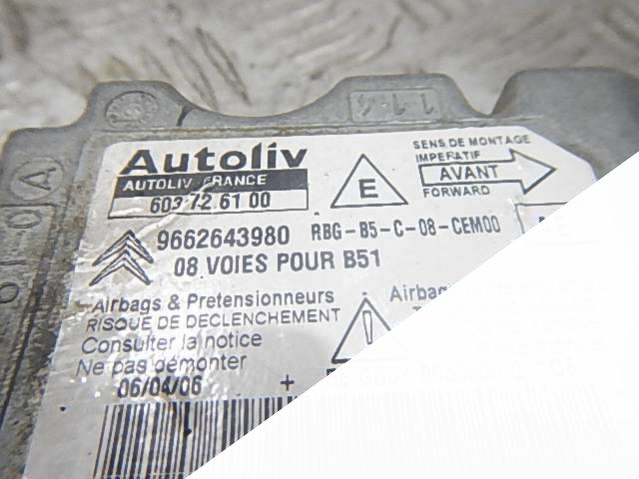 Autoliv
AUTOLIV FRANCE
603 72 61 00
SENS DE MONTAGE
IMPERATIF
AVANT
FORWARD
E
9662643980 RBG-B5-C-08-CEM00
08 VOIES POUR B51
Airbags & Pretensionneurs
RISQUE DE DECLENCHEMENT
Consulter la notice
Ne pas démonter
06/04/06 +
Airbag
A